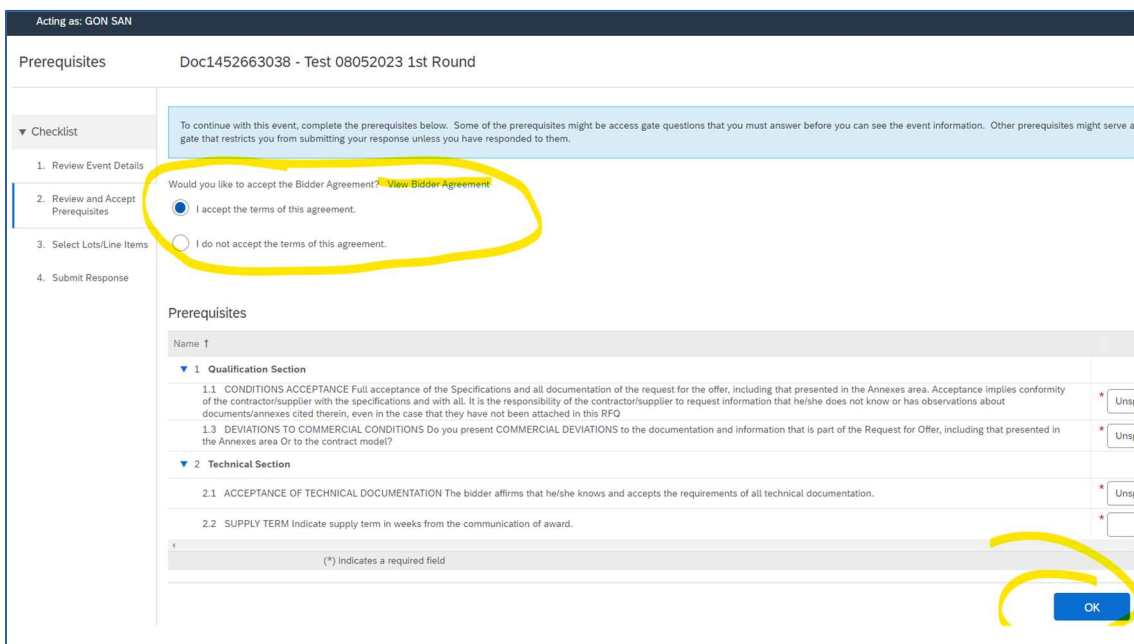 Acting as: GON SAN
Prerequisites
Doc1452663038 - Test 08052023 1st Round
▼ Checklist
1. Review Event Details
2. Review and Accept
Prerequisites
3. Select Lots/Line Items
4. Submit Response
To continue with this event, complete the prerequisites below. Some of the prerequisites might be access gate questions that you must answer before you can see the event information. Other prerequisites might serve a
gate that restricts you from submitting your response unless you have responded to them.
Would you like to accept the Bidder Agreement? View Bidder Agreement
I accept the terms of this agreement.
I do not accept the terms of this agreement.
Prerequisites
Name ↑
▼ 1 Qualification Section
1.1 CONDITIONS ACCEPTANCE Full acceptance of the Specifications and all documentation of the request for the offer, including that presented in the Annexes area. Acceptance implies conformity
of the contractor/supplier with the specifications and with all. It is the responsibility of the contractor/supplier to request information that he/she does not know or has observations about
documents/annexes cited therein, even in the case that they have not been attached in this RFQ
* Uns
1.3 DEVIATIONS TO COMMERCIAL CONDITIONS Do you present COMMERCIAL DEVIATIONS to the documentation and information that is part of the Request for Offer, including that presented in
the Annexes area Or to the contract model?
* Uns
▼ 2 Technical Section
2.1 ACCEPTANCE OF TECHNICAL DOCUMENTATION The bidder affirms that he/she knows and accepts the requirements of all technical documentation.
* Uns
2.2 SUPPLY TERM Indicate supply term in weeks from the communication of award.
*
(*) indicates a required field
OK